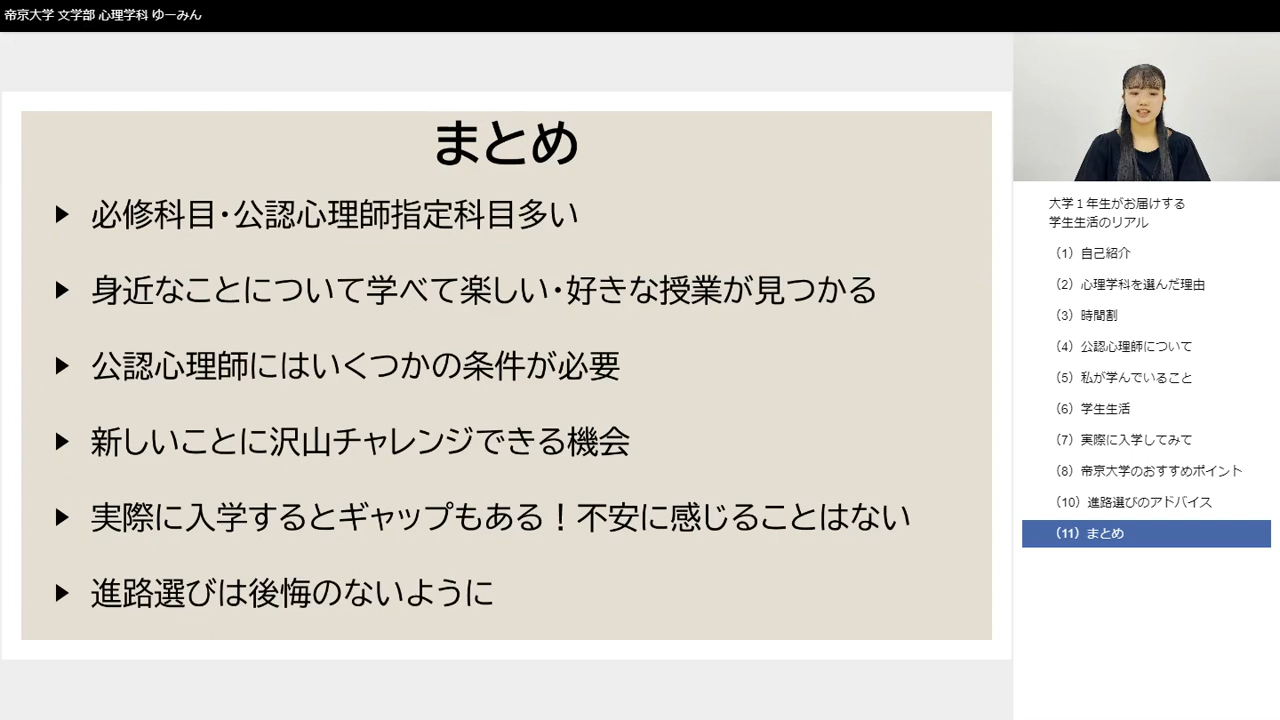 帝京大学 文学部 心理学科 ゆーみん
まとめ
必修科目・公認心理師指定科目多い
身近なことについて学べて楽しい・好きな授業が見つかる
公認心理師にはいくつかの条件が必要
新しいことに沢山チャレンジできる機会
実際に入学するとギャップもある！不安に感じることはない
進路選びは後悔のないように
大学１年生がお届けする
学生生活のリアル
（1）自己紹介
（2）心理学科を選んだ理由
（3）時間割
（4）公認心理師について
（5）私が学んでいること
（6）学生生活
（7）実際に入学してみて
（8）帝京大学のおすすめポイント
（10）進路選びのアドバイス
（11）まとめ